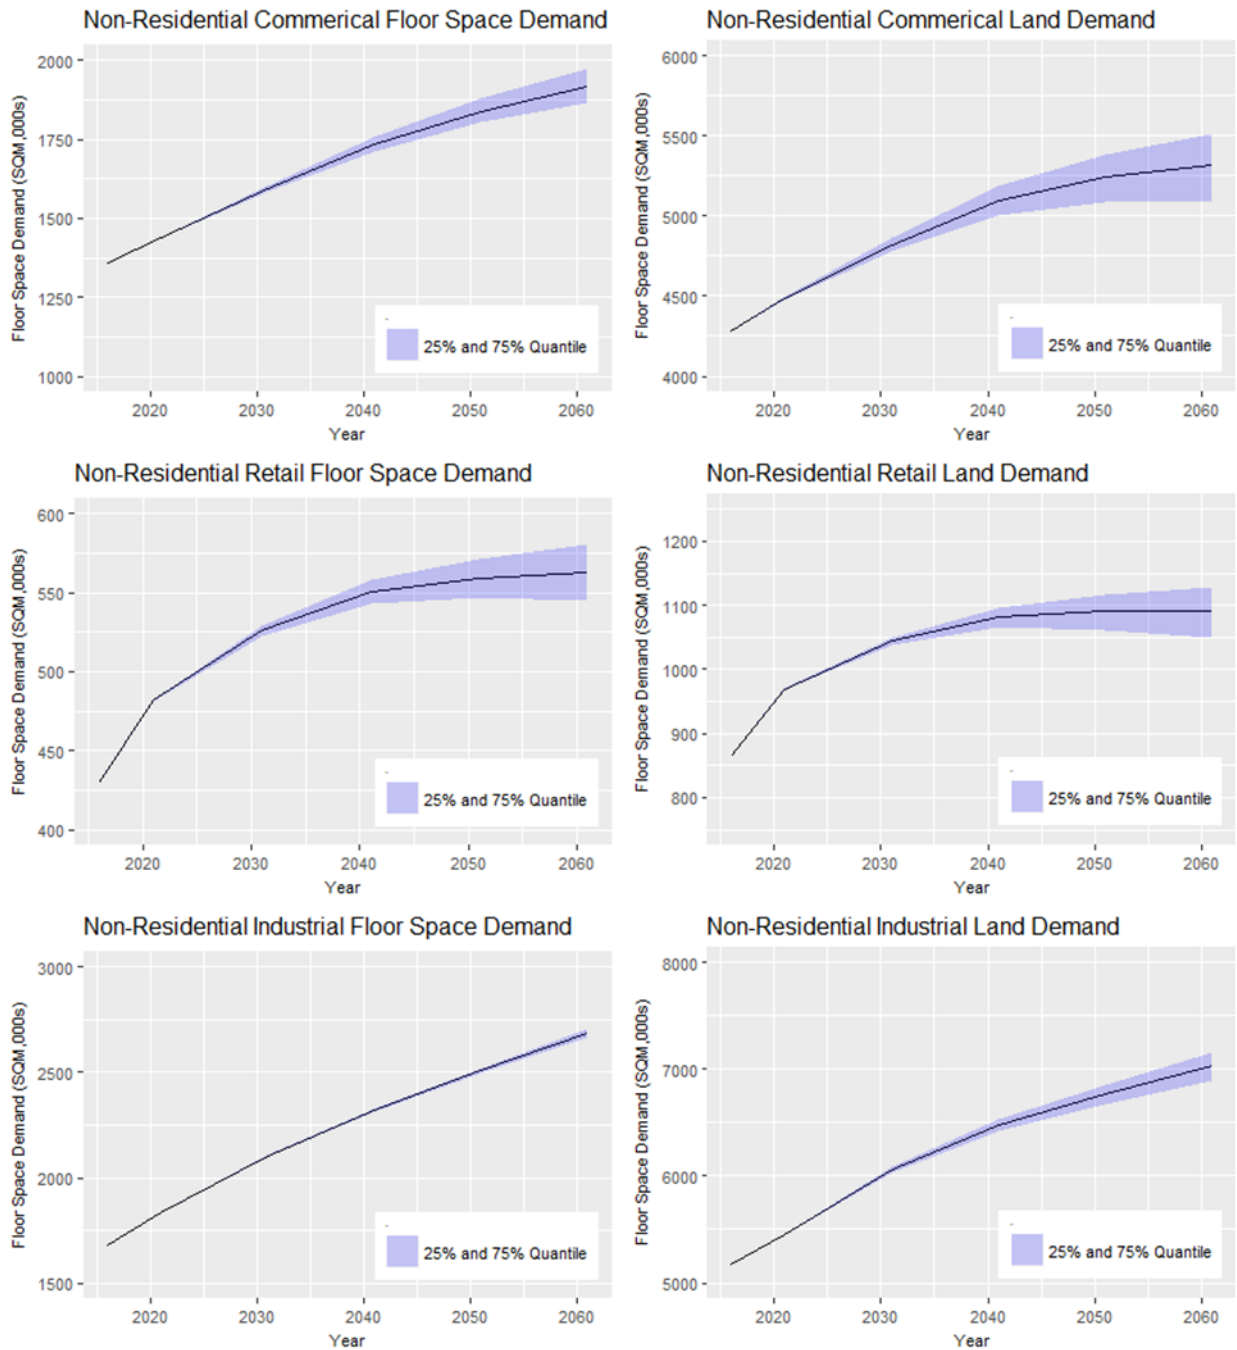 Non-Residential Commerical Floor Space Demand
Floor Space Demand (SQM,000s)
2000
1750
1500
1250
1000
25% and 75% Quantile
2020 2030 2040 2050 2060
Year
Non-Residential Commerical Land Demand
Floor Space Demand (SQM,000s)
6000
5500
5000
4500
4000
25% and 75% Quantile
2020 2030 2040 2050 2060
Year
Non-Residential Retail Floor Space Demand
Floor Space Demand (SQM,000s)
600
550
500
450
400
25% and 75% Quantile
2020 2030 2040 2050 2060
Year
Non-Residential Retail Land Demand
Floor Space Demand (SQM,000s)
1200
1100
1000
900
800
25% and 75% Quantile
2020 2030 2040 2050 2060
Year
Non-Residential Industrial Floor Space Demand
Floor Space Demand (SQM,000s)
3000
2500
2000
1500
25% and 75% Quantile
2020 2030 2040 2050 2060
Year
Non-Residential Industrial Land Demand
Floor Space Demand (SQM,000s)
8000
7000
6000
5000
25% and 75% Quantile
2020 2030 2040 2050 2060
Year